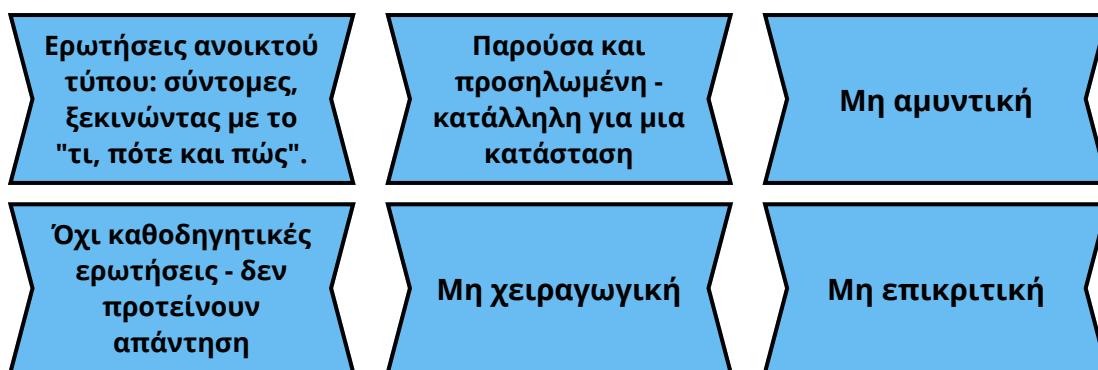 Ερωτήσεις ανοικτού
τύπου: σύντομες,
ξεκινώντας με το
"τι, πότε και πώς".
Παρούσα και
προσηλωμένη -
κατάλληλη για μια
κατάσταση
Μη αμυντική
Όχι καθοδηγητικές
ερωτήσεις - δεν
προτείνουν
απάντηση
Μη χειραγωγική
Μη επικριτική